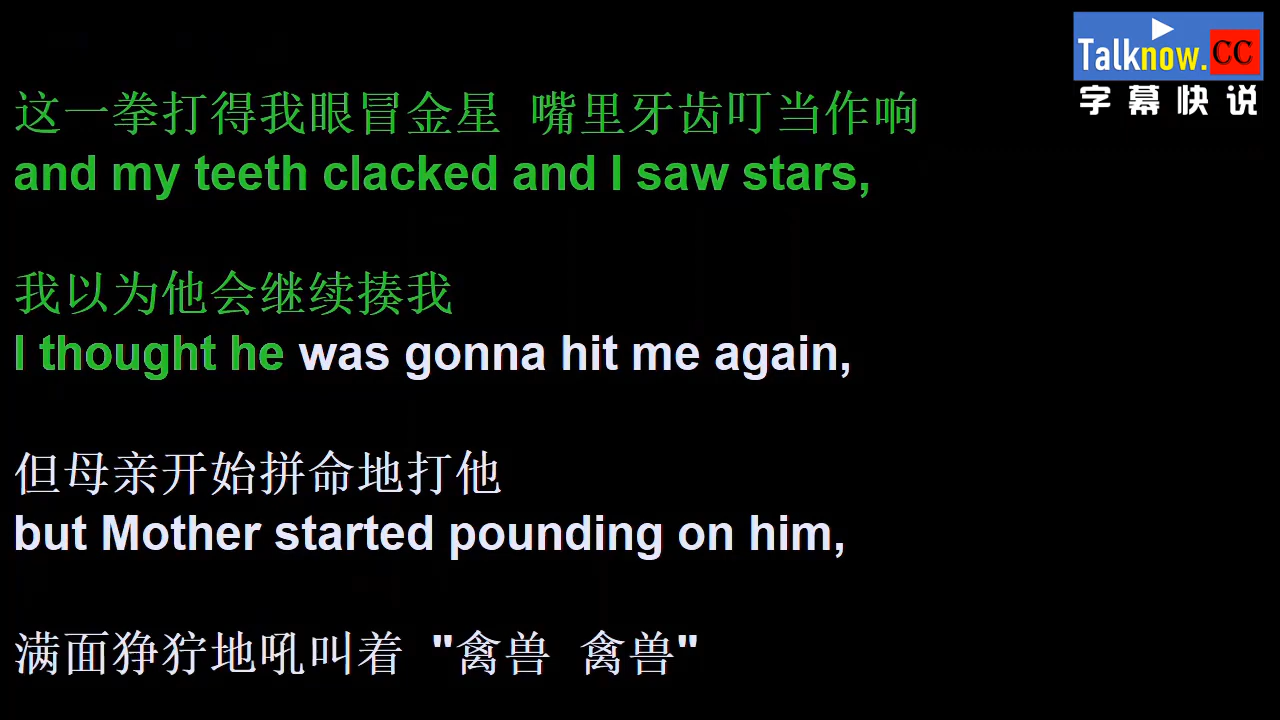 Talknow.CC
字幕快说
这一拳打得我眼冒金星 嘴里牙齿叮当作响
and my teeth clacked and I saw stars,
我以为他会继续揍我
I thought he was gonna hit me again,
但母亲开始拼命地打他
but Mother started pounding on him,
满面狰狞地吼叫着 "禽兽 禽兽"